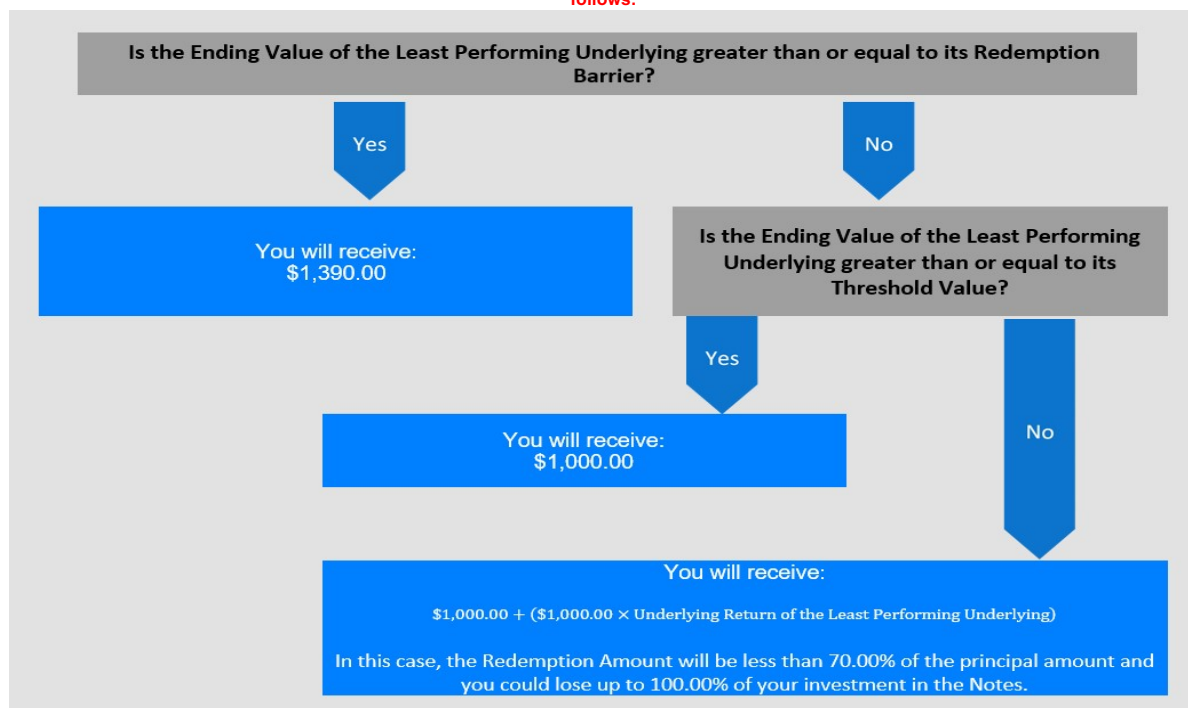 follows:
Is the Ending Value of the Least Performing Underlying greater than or equal to its Redemption
Barrier?
Yes
No
You will receive:
$1,390.00
Is the Ending Value of the Least Performing
Underlying greater than or equal to its
Threshold Value?
Yes
No
You will receive:
$1,000.00
You will receive:
$1,000.00 + ($1,000.00 × Underlying Return of the Least Performing Underlying)
In this case, the Redemption Amount will be less than 70.00% of the principal amount and
you could lose up to 100.00% of your investment in the Notes.